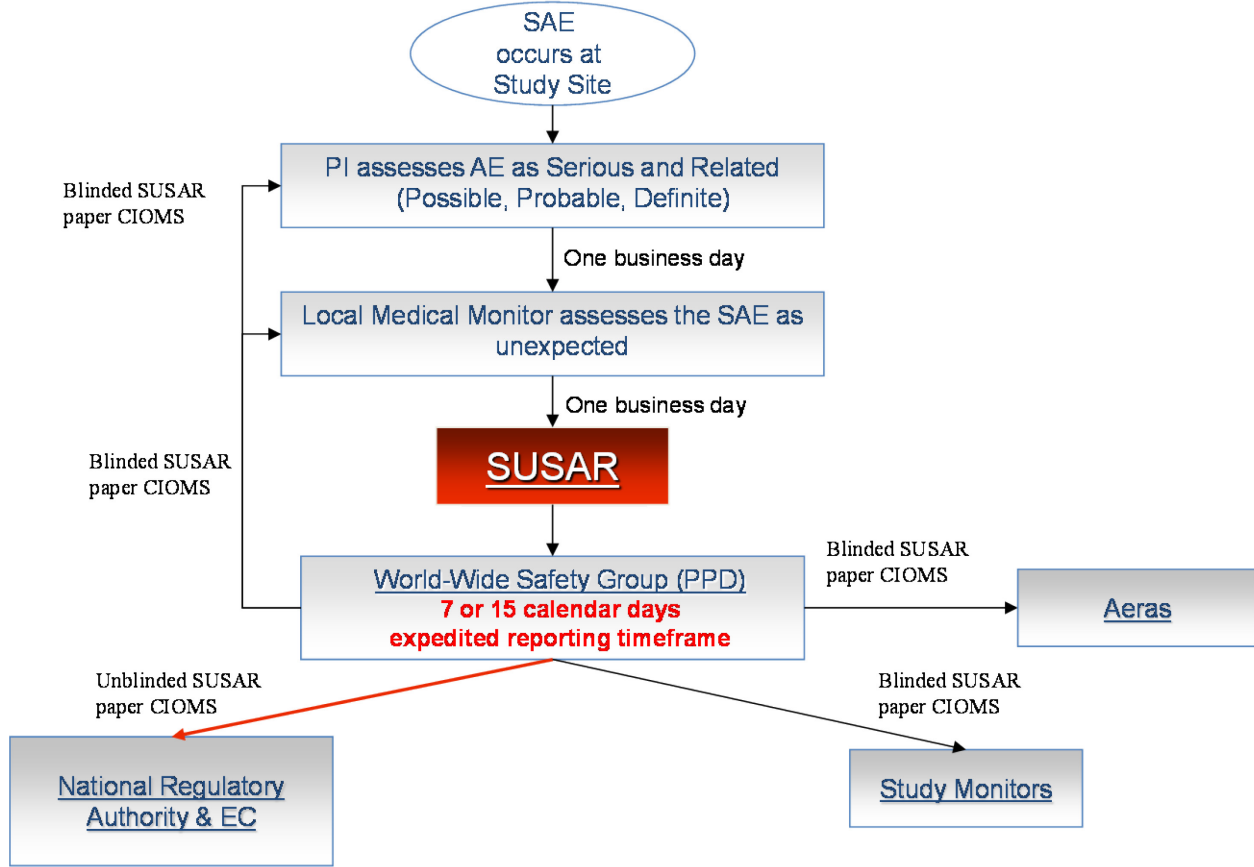 SAE
occurs at
Study Site
PI assesses AE as Serious and Related
(Possible, Probable, Definite)
Blinded SUSAR
paper CIOMS
One business day
Local Medical Monitor assesses the SAE as
unexpected
One business day
Blinded SUSAR
paper CIOMS
SUSAR
World-Wide Safety Group (PPD)
7 or 15 calendar days
expedited reporting timeframe
Blinded SUSAR
paper CIOMS
Aeras
Unblinded SUSAR
paper CIOMS
Blinded SUSAR
paper CIOMS
National Regulatory
Authority & EC
Study Monitors